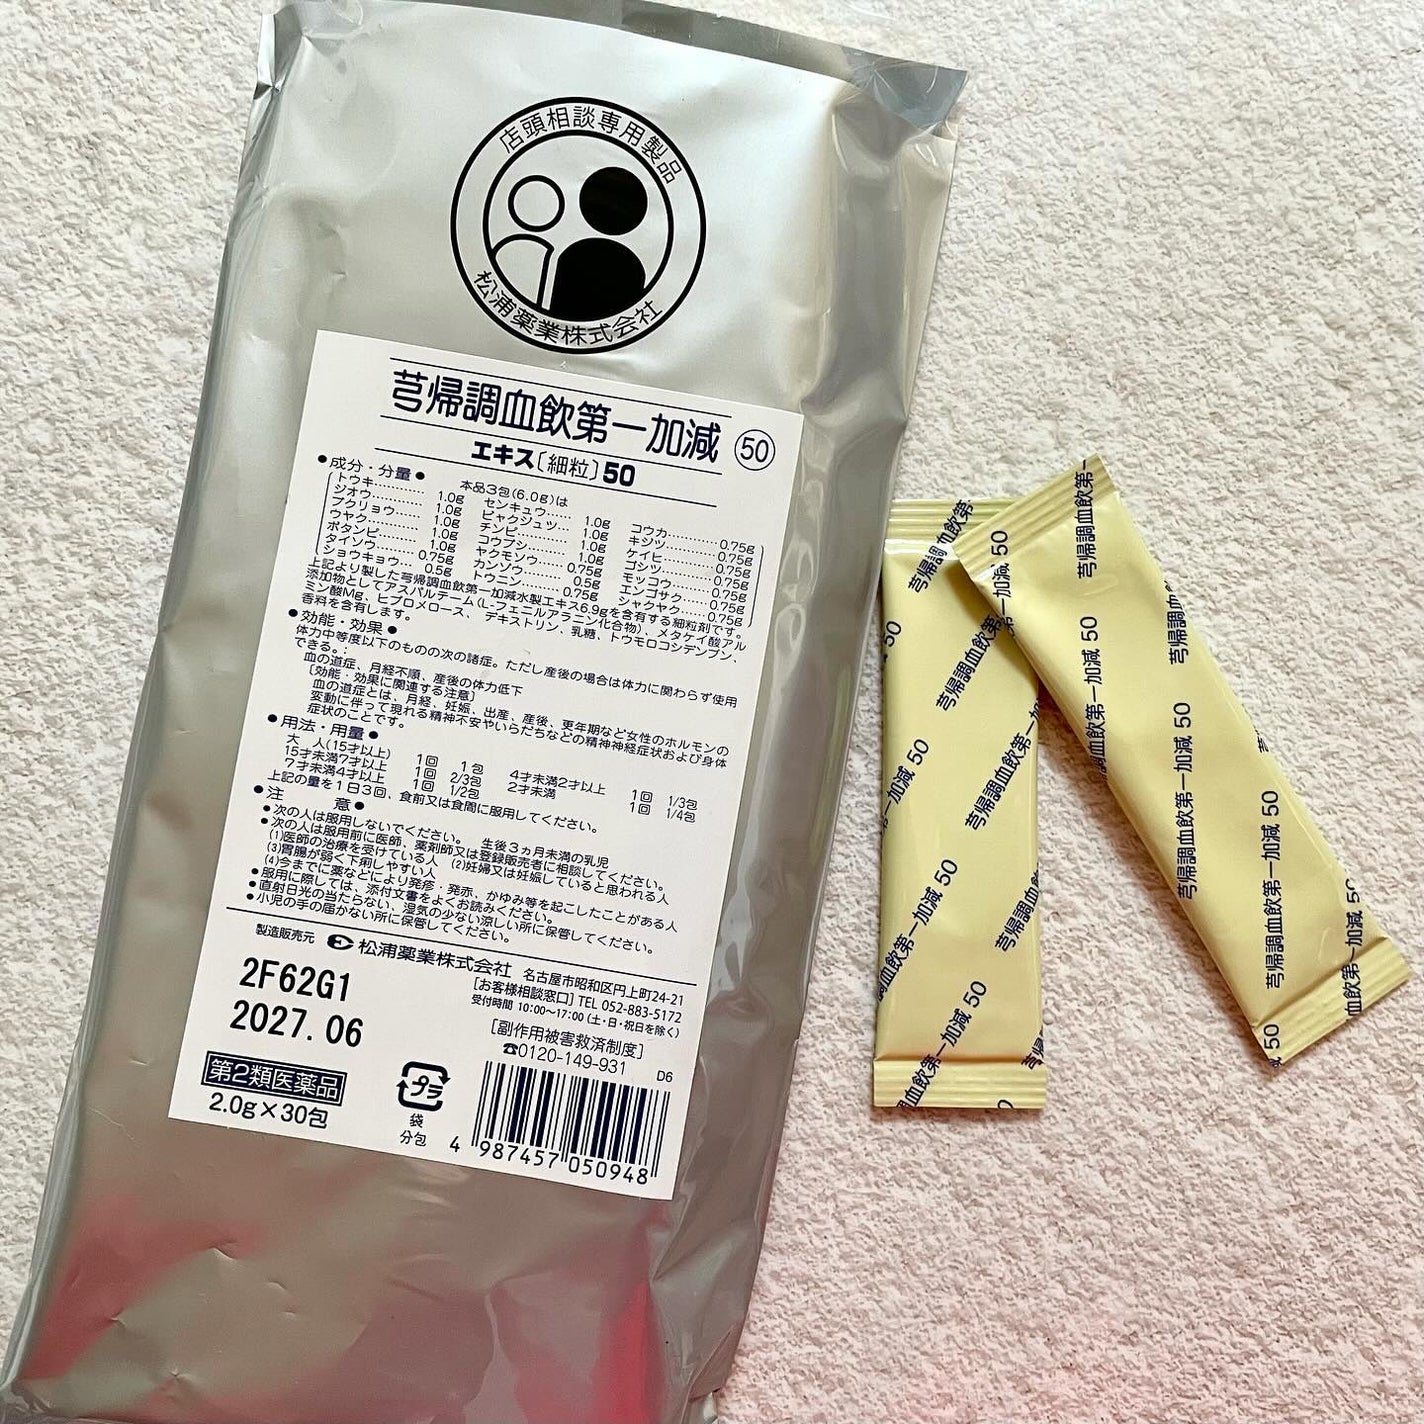 店頭相談専用製品
松浦薬業株式会社
芎帰調血飲第一加減 50
エキス〔細粒〕50
●成分・分量●
本品3包(6.0g)は
トウキ………… 1.0g センキュウ…… 1.0g コウカ………… 0.75g
ジオウ………… 1.0g ビャクジュツ… 1.0g キジツ………… 0.75g
ブクリョウ…… 1.0g チンピ………… 1.0g ケイヒ………… 0.75g
ウヤク………… 1.0g コウブシ……… 1.0g ゴシツ………… 0.75g
ボタンピ……… 1.0g ヤクモソウ…… 0.75g モッコウ……… 0.75g
タイソウ……… 0.75g カンゾウ……… 0.5g エンゴサク…… 0.75g
ショウキョウ… 0.5g トウニン……… 0.5g シャクヤク…… 0.75g
上記より製した芎帰調血飲第一加減水製エキス6.9gを含有する細粒剤です。
添加物としてアスパルテーム(L-フェニルアラニン化合物)、メタケイ酸アル
ミン酸Mg、ヒプロメロース、デキストリン、乳糖、トウモロコシデンプン、
香料を含有します。
●効能・効果●
体力中等度以下のものの次の諸症。ただし産後の場合は体力に関わらず使用
できる。:
血の道症、月経不順、産後の体力低下
〔効能・効果に関連する注意〕
血の道症とは、月経、妊娠、出産、産後、更年期など女性のホルモンの
変動に伴って現れる精神不安やいらだちなどの精神神経症状および身体
症状のことです。
●用法・用量●
大 人(15才以上) 1回 1包 4才未満2才以上 1回 1/3包
15才未満7才以上 1回 2/3包 2才未満 1回 1/4包
7才未満4才以上 1回 1/2包
上記の量を1日3回、食前又は食間に服用してください。
●注 意●
●次の人は服用しないでください。 生後3ヵ月未満の乳児
●次の人は服用前に医師、薬剤師又は登録販売者に相談してください。
(1)医師の治療を受けている人 (2)妊婦又は妊娠していると思われる人
(3)胃腸が弱く下痢しやすい人
(4)今までに薬などにより発疹・発赤、かゆみ等を起こしたことがある人
●服用に際しては、添付文書をよくお読みください。
●直射日光の当たらない、湿気の少ない涼しい所に保管してください。
●小児の手の届かない所に保管してください。
製造販売元 松浦薬業株式会社 名古屋市昭和区円上町24-21
[お客様相談窓口] TEL 052-883-5172
受付時間 10:00〜17:00(土・日・祝日を除く)
[副作用被害救済制度]
☎0120-149-931
D6
2F62G1
2027.06
第2類医薬品
2.0g×30包
プラ
袋
分包
4 987457 050948
芎帰調血飲第一
芎帰調血飲第一加減 50
芎帰調血飲第一加減 50
芎帰調血飲第一加減 50
芎帰調血飲第一加減 50
芎帰調血飲第一加減 50